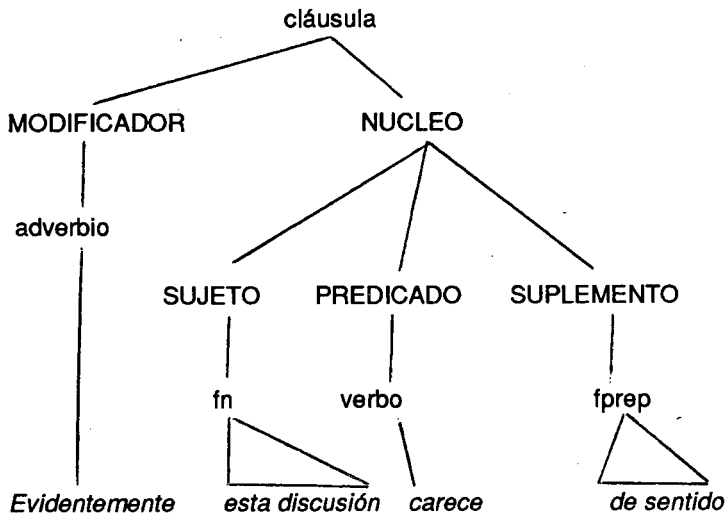 cláusula
MODIFICADOR NUCLEO
adverbio
SUJETO PREDICADO SUPLEMENTO
fn verbo fprep
Evidentemente esta discusión carece de sentido